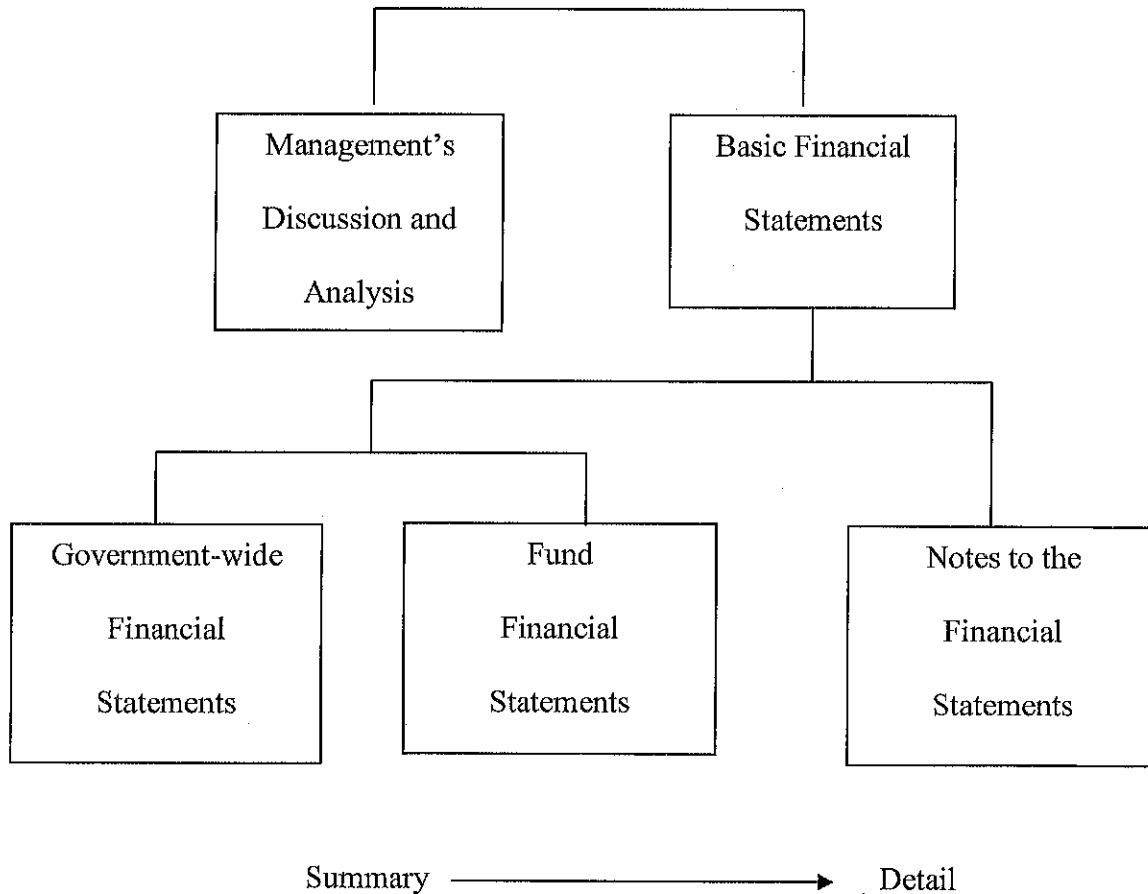 Management's
Discussion and
Analysis
Basic Financial
Statements
Government-wide
Financial
Statements
Fund
Financial
Statements
Notes to the
Financial
Statements
Summary
Detail